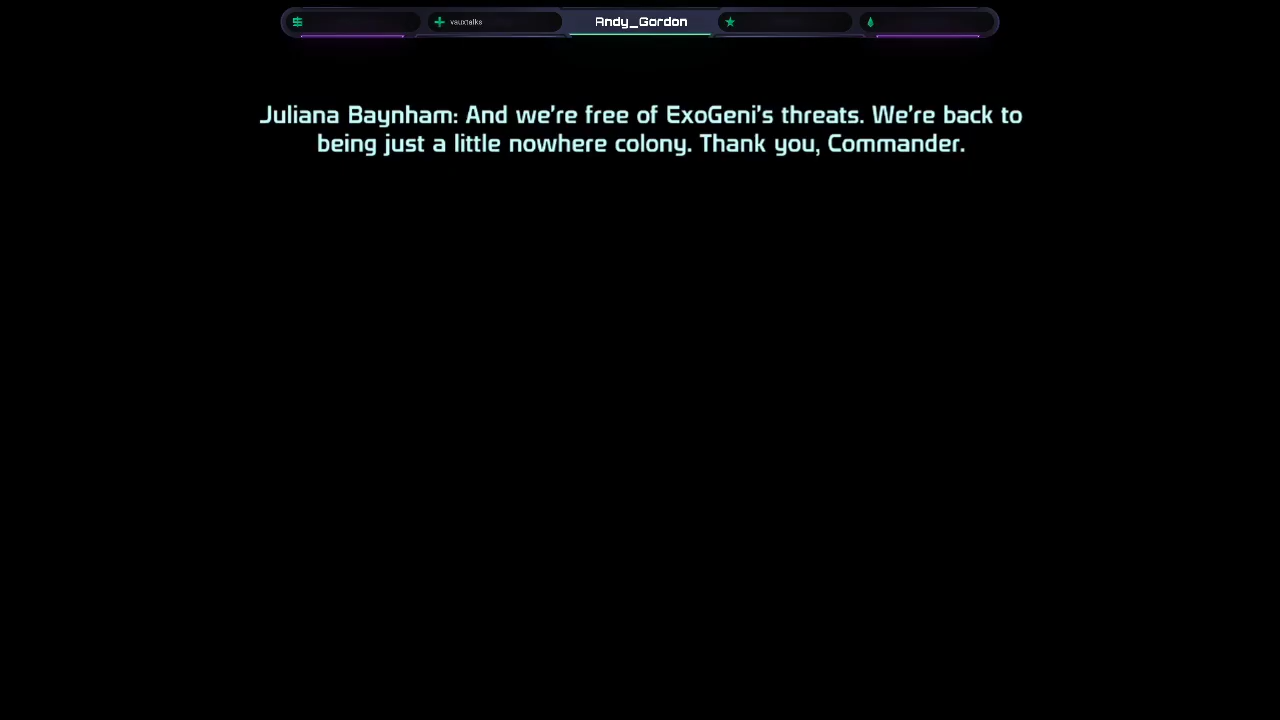 vauxtalks
Andy_Gordon
Juliana Baynham: And we're free of ExoGeni's threats. We're back to
being just a little nowhere colony. Thank you, Commander.